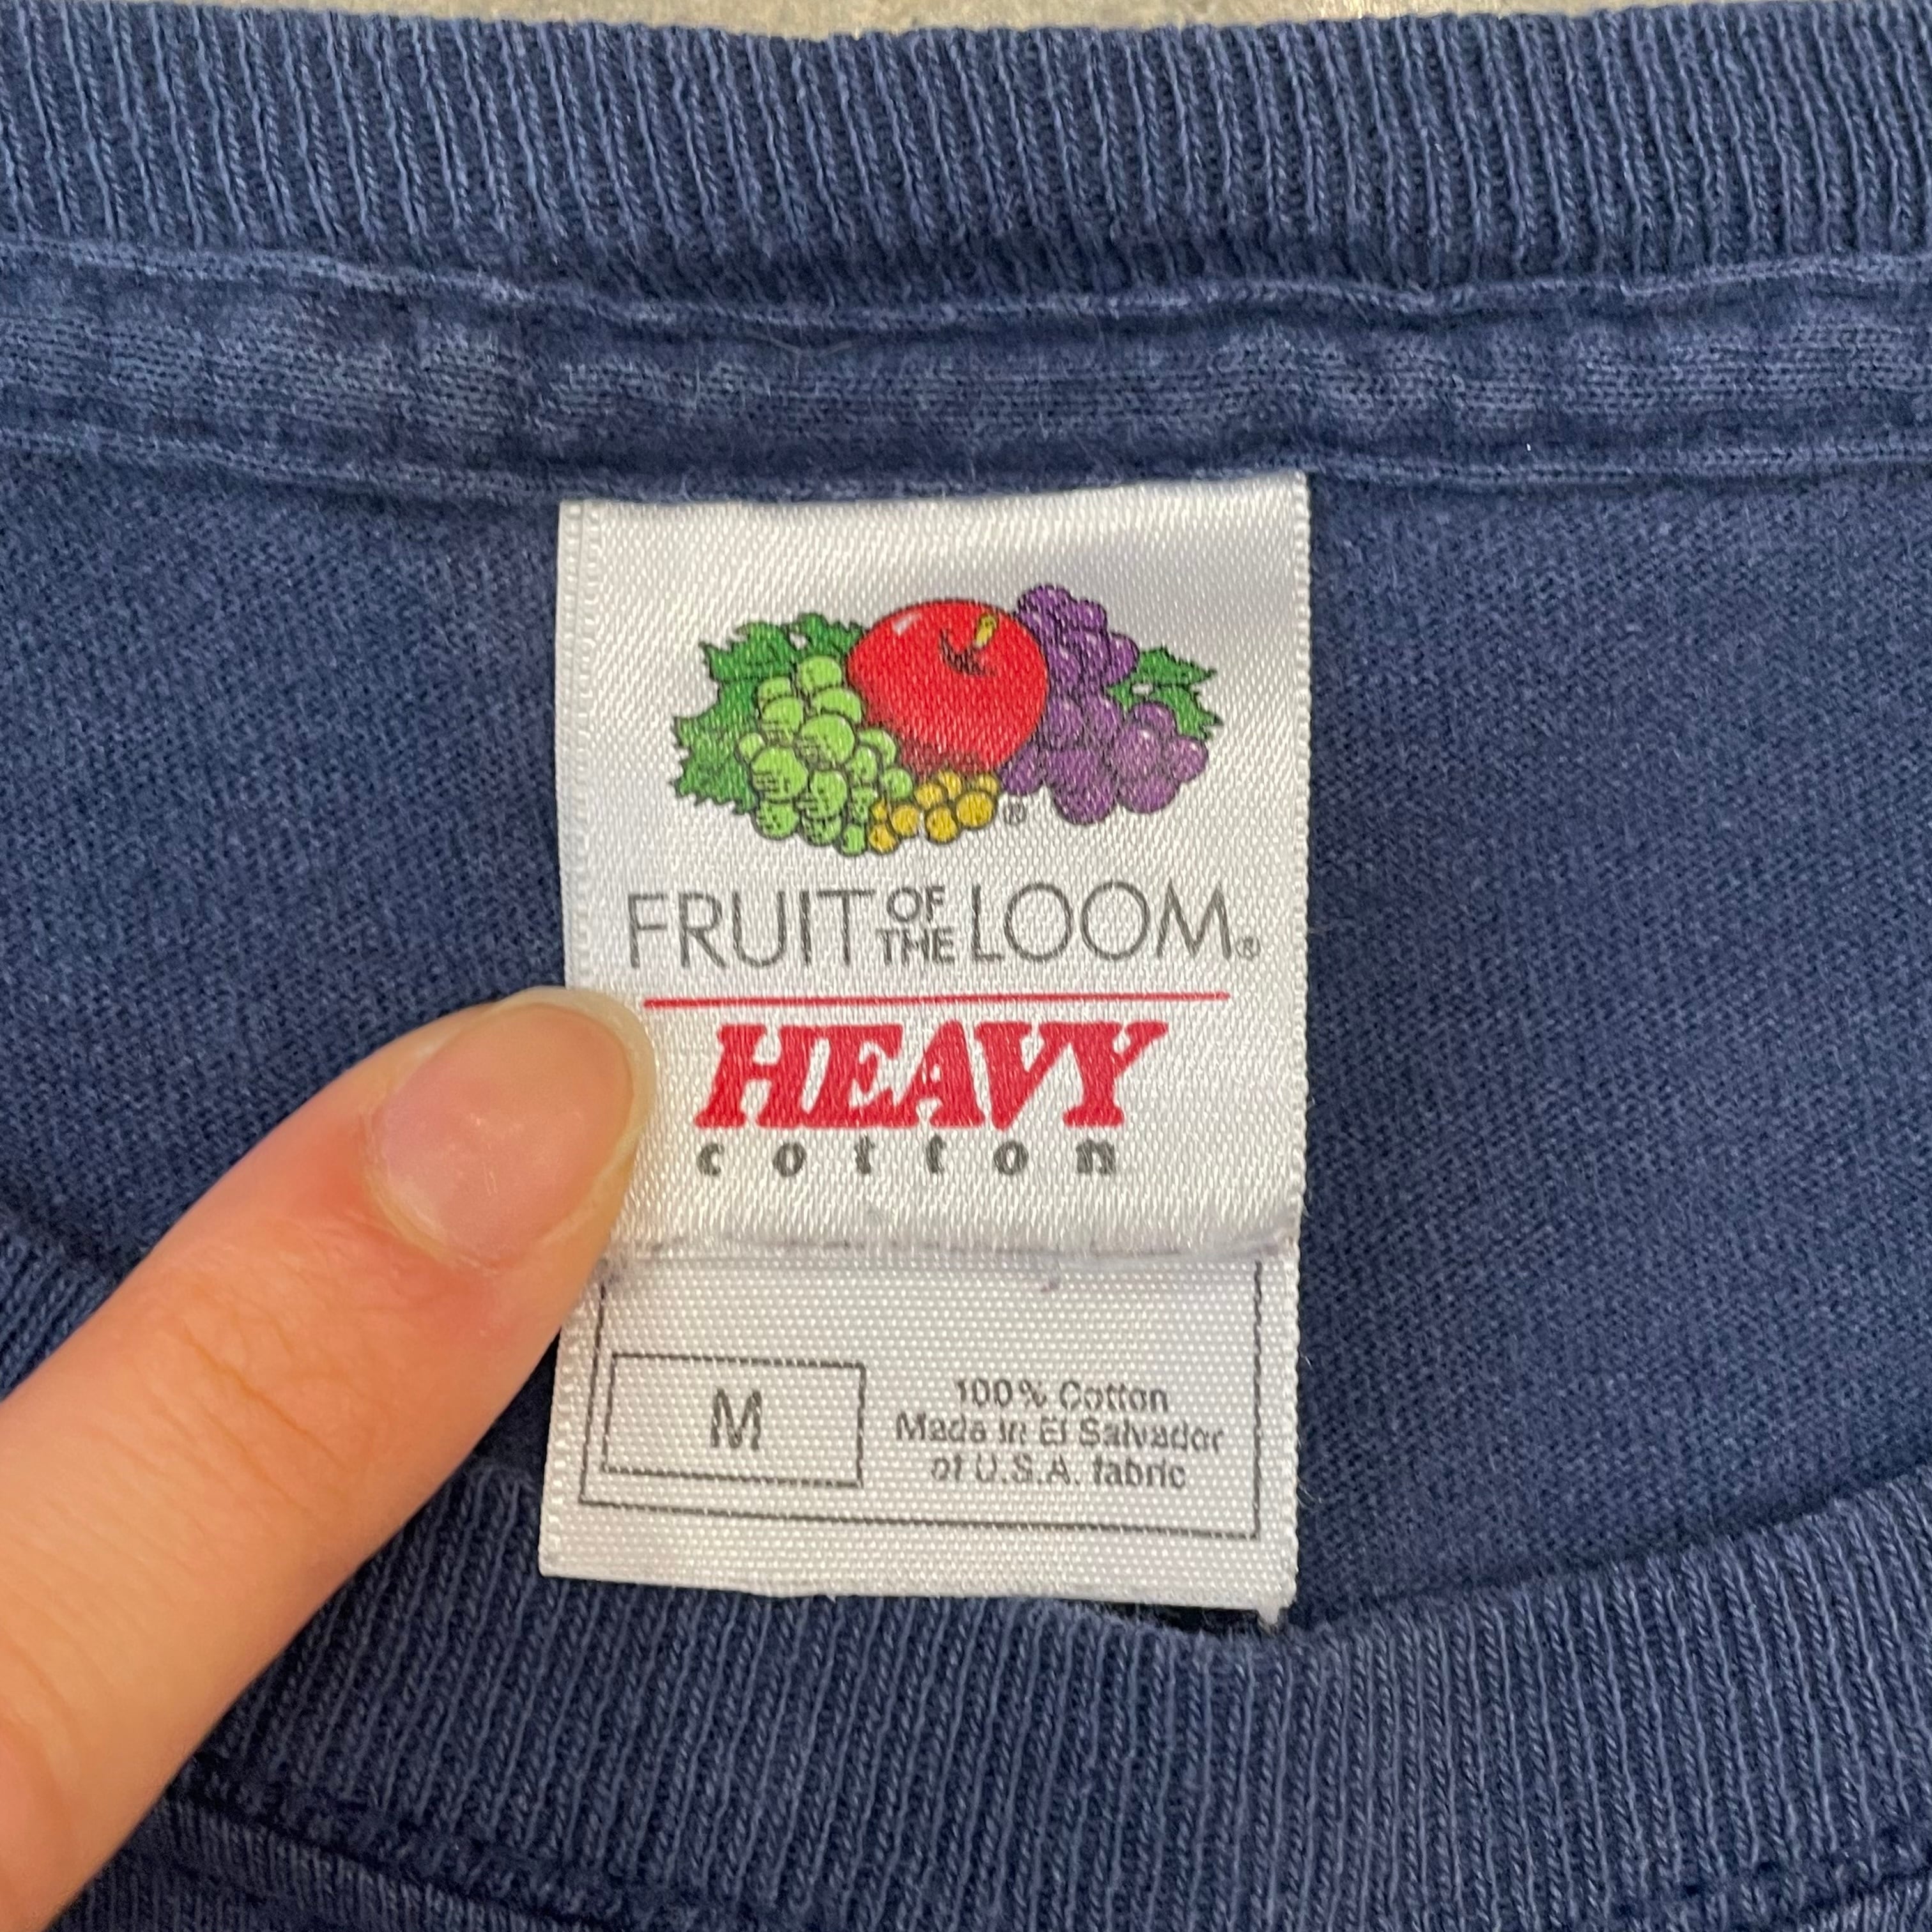 ®
FRUIT OF THE LOOM®
HEAVY
cotton
M
100% Cotton
Made in El Salvador
of U.S.A. fabric